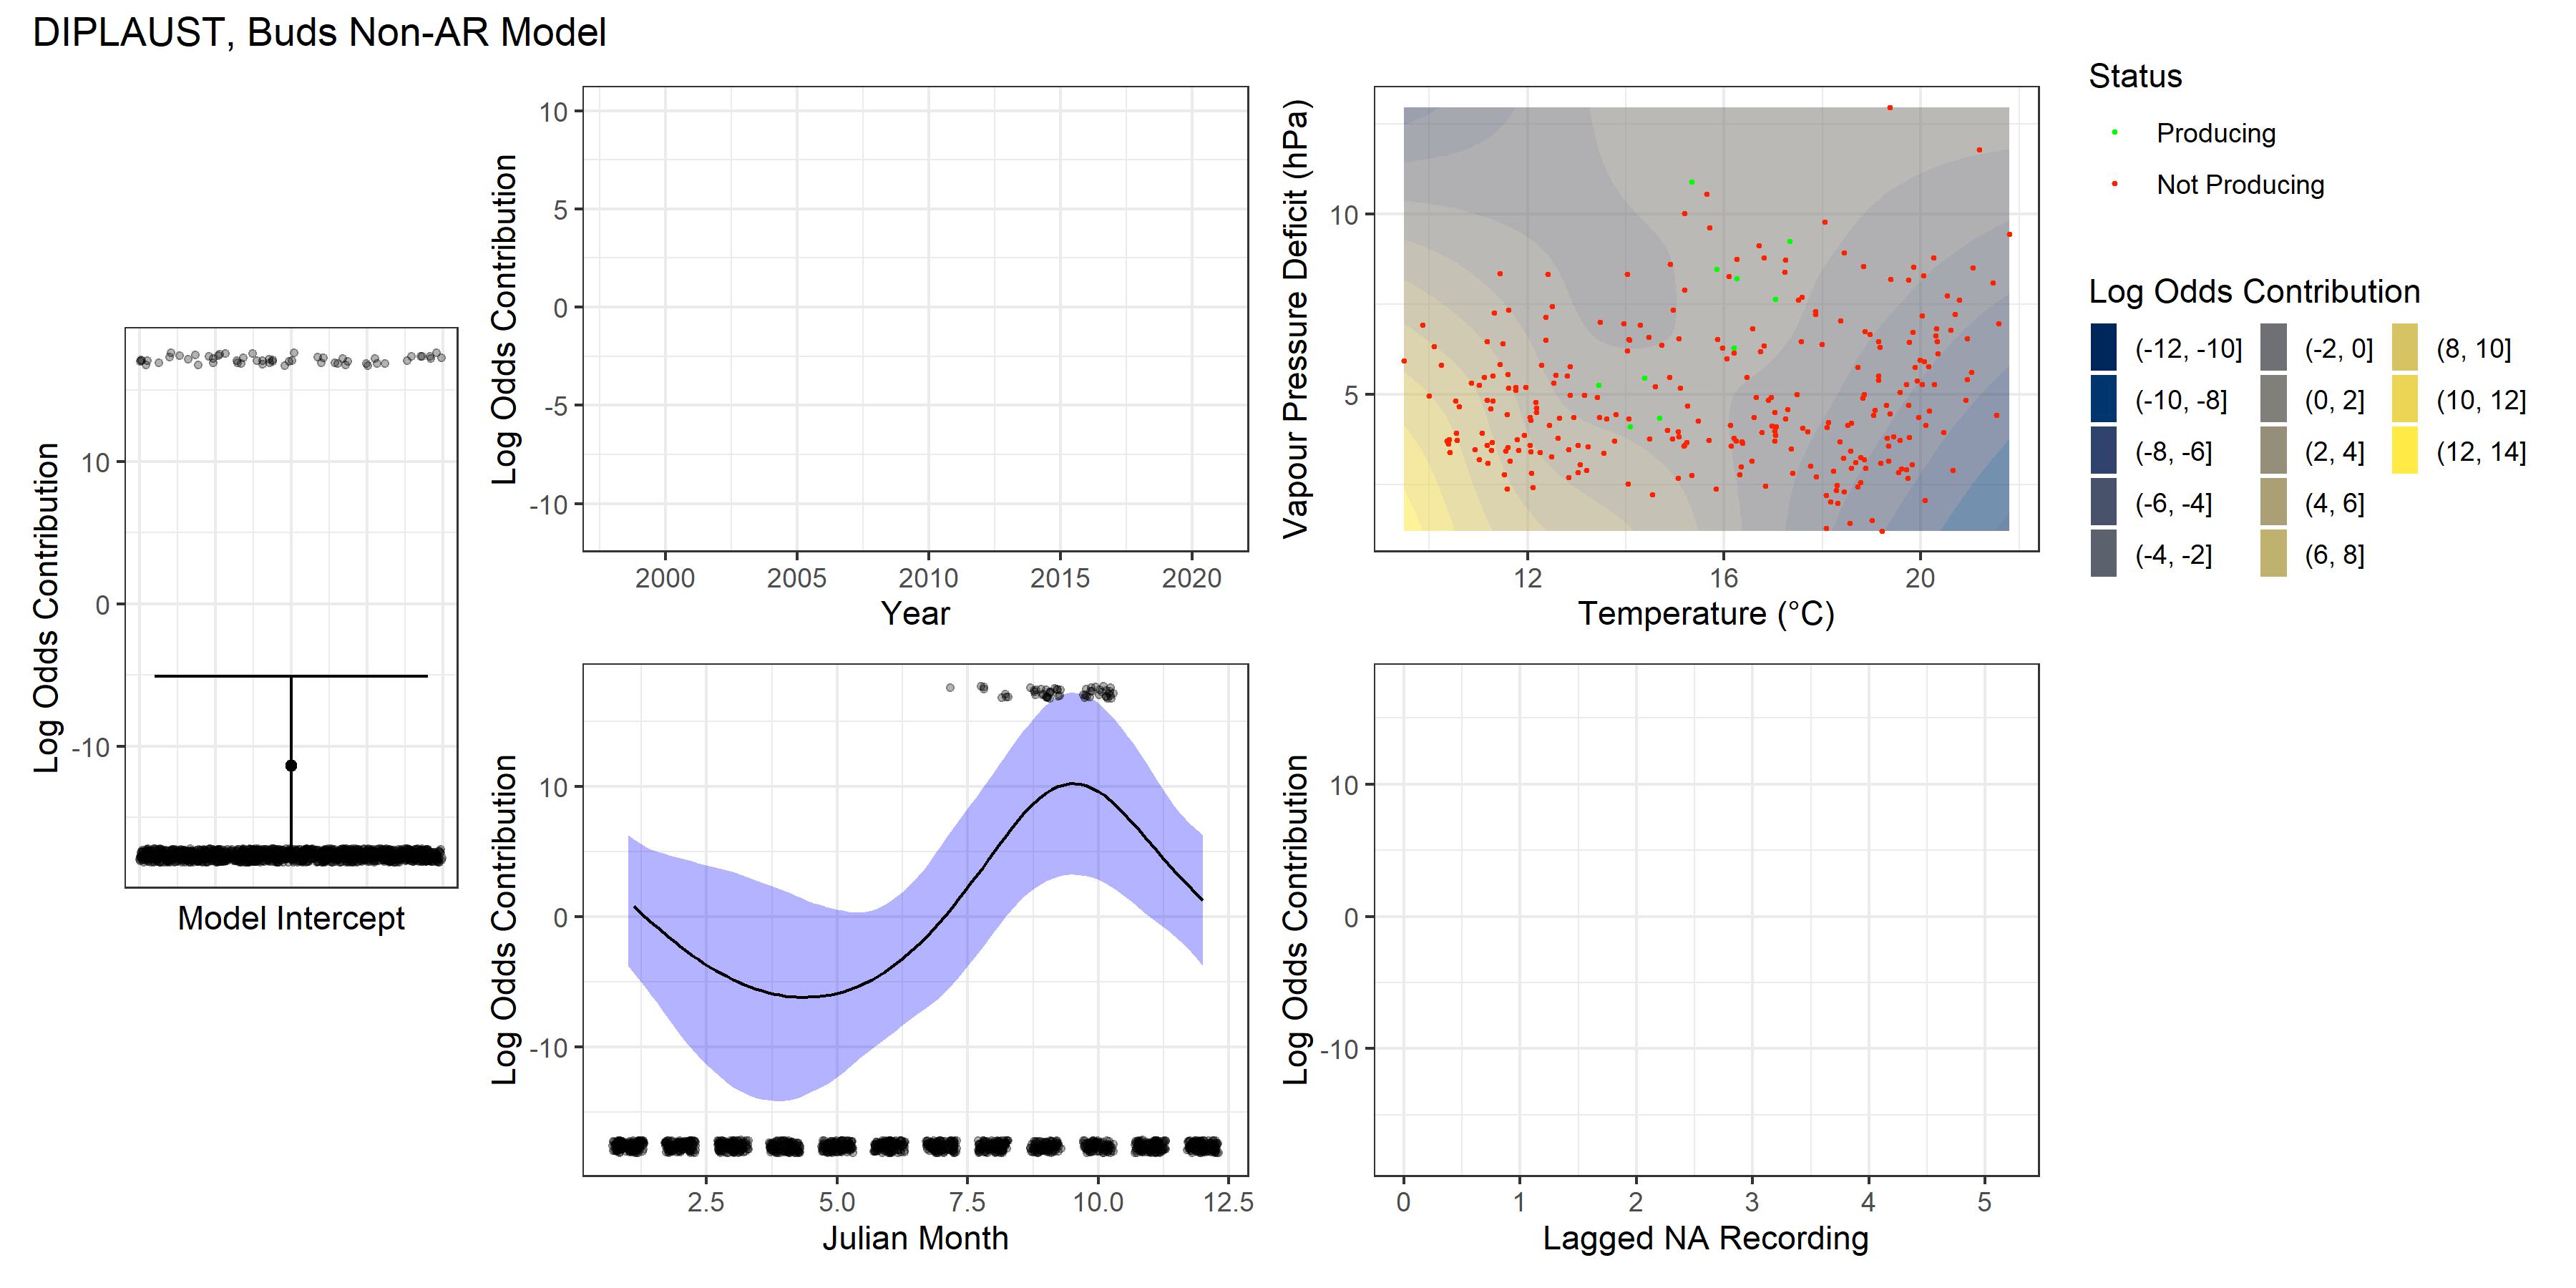 DIPLAUST, Buds Non-AR Model
Log Odds Contribution
10
0
-10
Model Intercept
Log Odds Contribution
10
5
0
-5
-10
2000 2005 2010 2015 2020
Year
Vapour Pressure Deficit (hPa)
10
5
12 16 20
Temperature (°C)
Status
Producing
Not Producing
Log Odds Contribution
(-12, -10] (-2, 0] (8, 10]
(-10, -8] (0, 2] (10, 12]
(-8, -6] (2, 4] (12, 14]
(-6, -4] (4, 6]
(-4, -2] (6, 8]
Log Odds Contribution
10
0
-10
2.5 5.0 7.5 10.0 12.5
Julian Month
Log Odds Contribution
10
0
-10
0 1 2 3 4 5
Lagged NA Recording